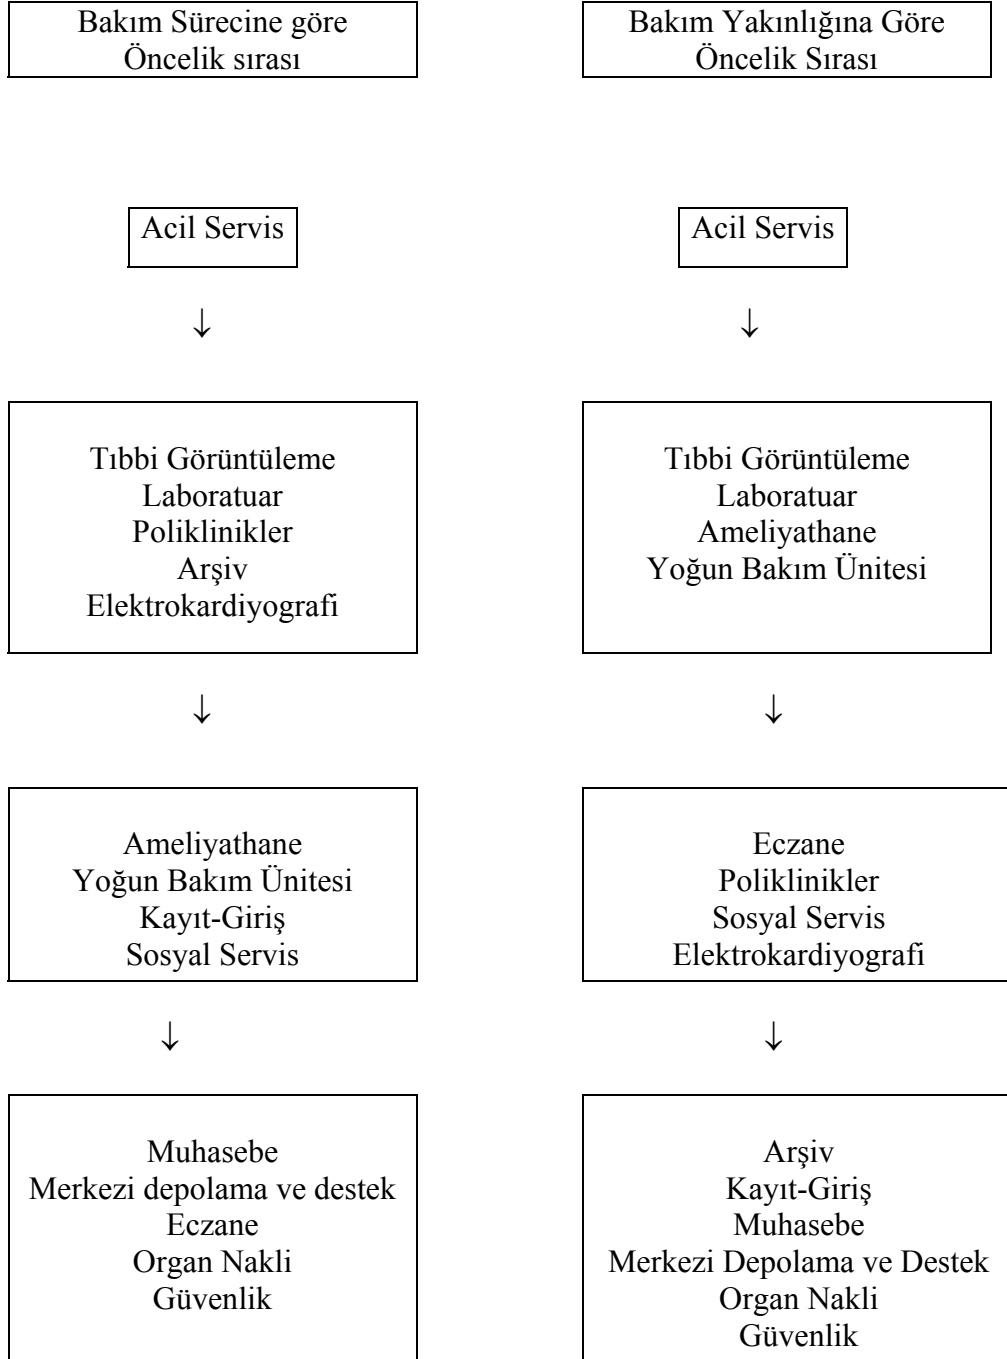 Bakım Sürecine göre
Öncelik sırası
Acil Servis
↓
Tıbbi Görüntüleme
Laboratuar
Poliklinikler
Arşiv
Elektrokardiyografi
↓
Ameliyathane
Yoğun Bakım Ünitesi
Kayıt-Giriş
Sosyal Servis
↓
Muhasebe
Merkezi depolama ve destek
Eczane
Organ Nakli
Güvenlik
Bakım Yakınlığına Göre
Öncelik Sırası
Acil Servis
↓
Tıbbi Görüntüleme
Laboratuar
Ameliyathane
Yoğun Bakım Ünitesi
↓
Eczane
Poliklinikler
Sosyal Servis
Elektrokardiyografi
↓
Arşiv
Kayıt-Giriş
Muhasebe
Merkezi Depolama ve Destek
Organ Nakli
Güvenlik